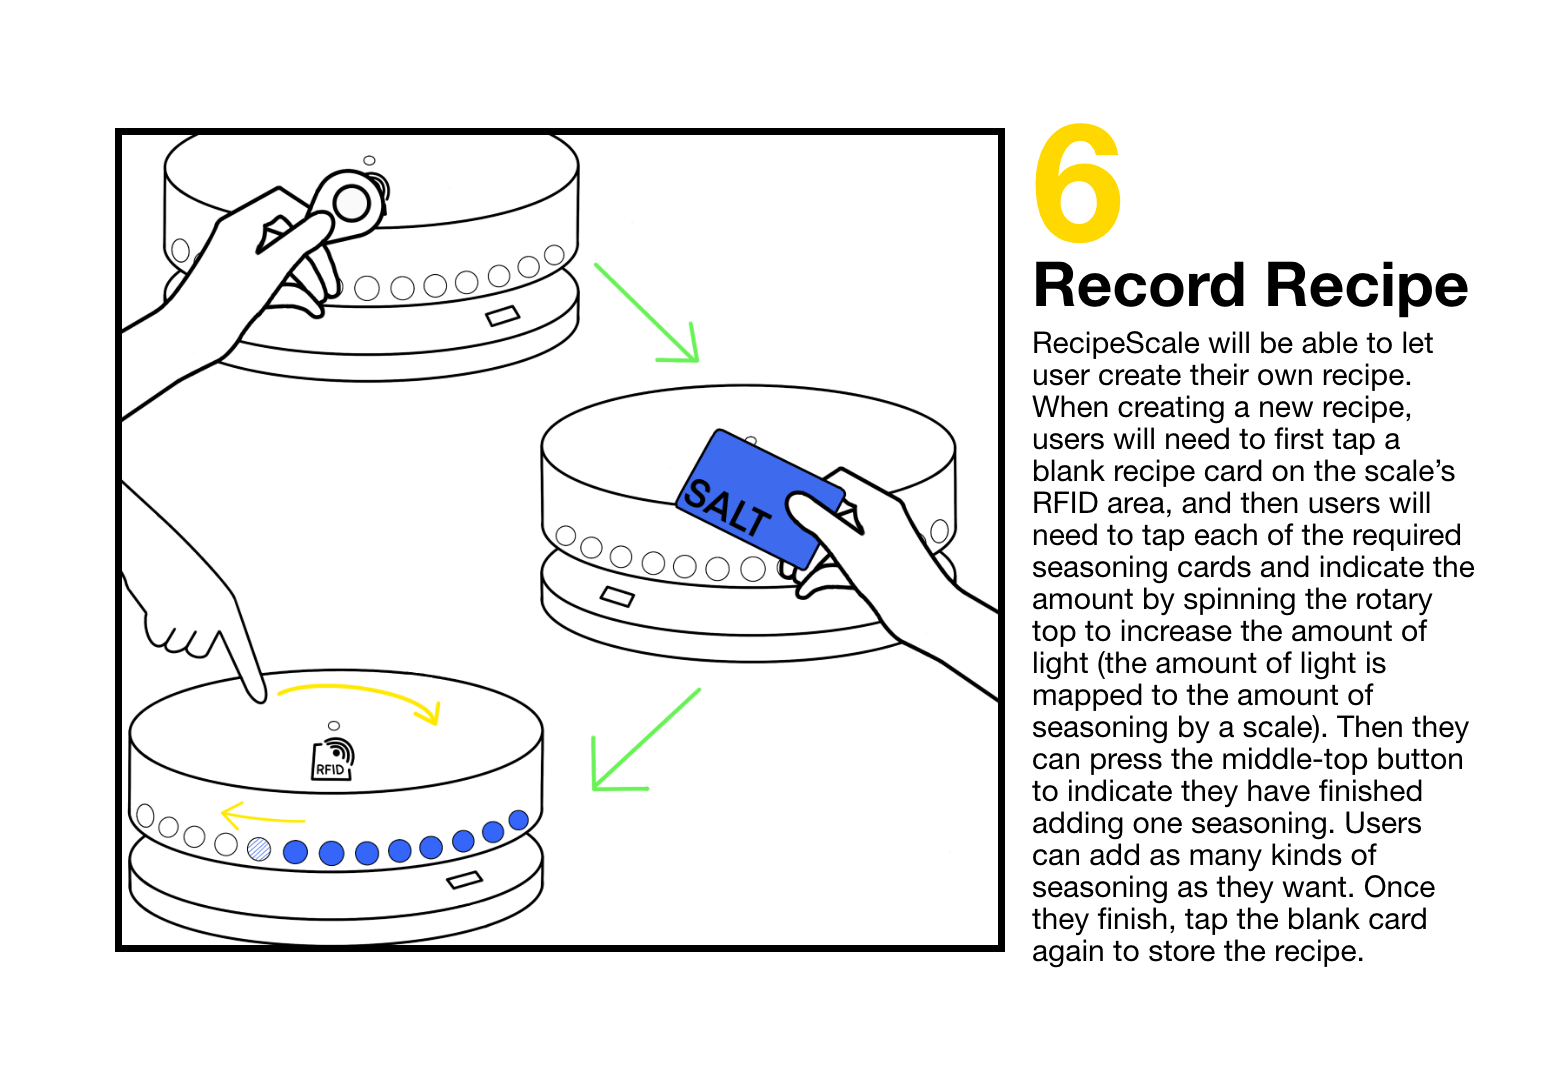 6
Record Recipe
RecipeScale will be able to let
user create their own recipe.
When creating a new recipe,
users will need to first tap a
blank recipe card on the scale’s
RFID area, and then users will
need to tap each of the required
seasoning cards and indicate the
amount by spinning the rotary
top to increase the amount of
light (the amount of light is
mapped to the amount of
seasoning by a scale). Then they
can press the middle-top button
to indicate they have finished
adding one seasoning. Users
can add as many kinds of
seasoning as they want. Once
they finish, tap the blank card
again to store the recipe.
SALT
RFID